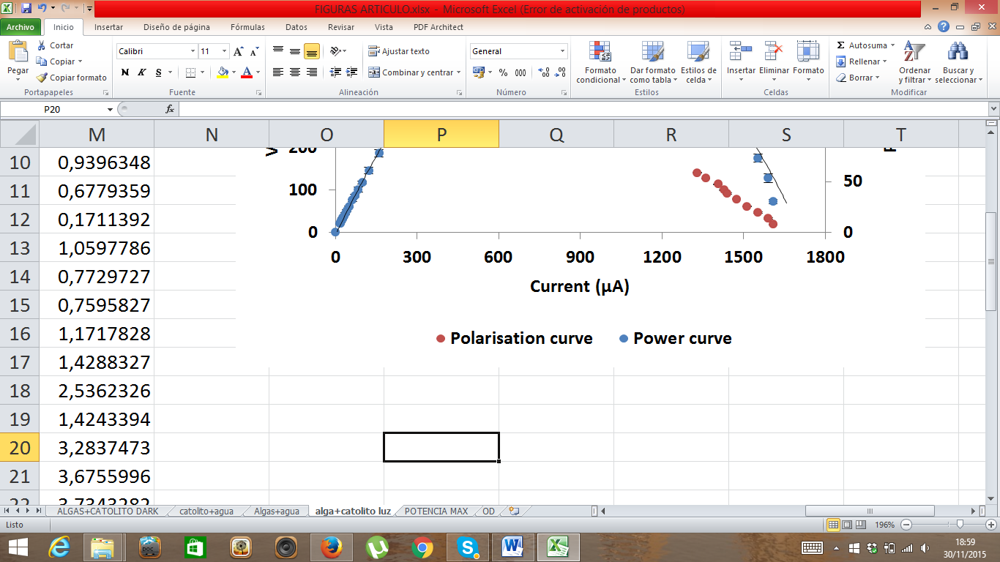 FIGURAS ARTICULO.xlsx - Microsoft Excel (Error de activación de productos)
Archivo Inicio Insertar Diseño de página Fórmulas Datos Revisar Vista PDF Architect
Pegar
Cortar
Copiar
Copiar formato
Portapapeles
Calibri 11
N K S
Fuente
Ajustar texto
Combinar y centrar
Alineación
General
% 000
Número
Formato condicional
Dar formato como tabla
Estilos de celda
Estilos
Insertar Eliminar Formato
Celdas
Autosuma
Rellenar
Borrar
Ordenar y filtrar
Buscar y seleccionar
Modificar
P20 fx
M N O P Q R S T
10 0,9396348
11 0,6779359
12 0,1711392
13 1,0597786
14 0,7729727
15 0,7595827
16 1,1717828
17 1,4288327
18 2,5362326
19 1,4243394
20 3,2837473
21 3,6755996
22 3,7343282
200
100
0
50
0
0 300 600 900 1200 1500 1800
Current (µA)
Polarisation curve Power curve
ALGAS+CATOLITO DARK catolito+agua Algas+agua alga+catolito luz POTENCIA MAX OD
Listo 196%
18:59
30/11/2015